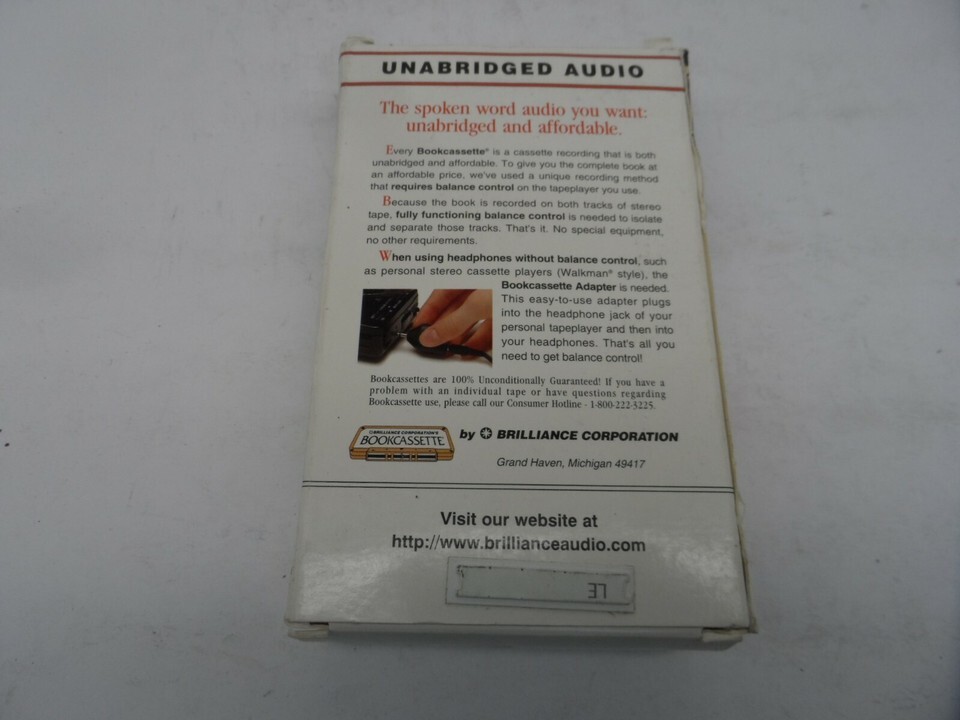 UNABRIDGED AUDIO
The spoken word audio you want:
unabridged and affordable.
Every Bookcassette® is a cassette recording that is both
unabridged and affordable. To give you the complete book at
an affordable price, we've used a unique recording method
that requires balance control on the tapeplayer you use.
Because the book is recorded on both tracks of stereo
tape, fully functioning balance control is needed to isolate
and separate those tracks. That's it. No special equipment,
no other requirements.
When using headphones without balance control, such
as personal stereo cassette players (Walkman® style), the
Bookcassette Adapter is needed.
This easy-to-use adapter plugs
into the headphone jack of your
personal tapeplayer and then into
your headphones. That's all you
need to get balance control!
Bookcassettes are 100% Unconditionally Guaranteed! If you have a
problem with an individual tape or have questions regarding
Bookcassette use, please call our Consumer Hotline - 1-800-222-3225.
©BRILLIANCE CORPORATION'S
BOOKCASSETTE
by BRILLIANCE CORPORATION
Grand Haven, Michigan 49417
Visit our website at
http://www.brillianceaudio.com